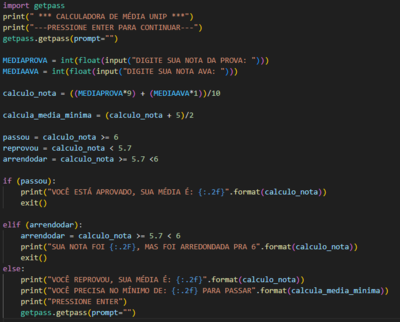 import getpass
print(" *** CALCULADORA DE MÉDIA UNIP ***")
print("---PRESSIONE ENTER PARA CONTINUAR---")
getpass.getpass(prompt="")
MEDIAPROVA = int(float(input("DIGITE SUA NOTA DA PROVA: ")))
MEDIAAVA = int(float(input("DIGITE SUA NOTA AVA: ")))
calculo_nota = ((MEDIAPROVA*9) + (MEDIAAVA*1))/10
calcula_media_minima = (calculo_nota + 5)/2
passou = calculo_nota >= 6
reprovou = calculo_nota < 5.7
arrendodar = calculo_nota >= 5.7 <6
if (passou):
print("VOCÊ ESTÁ APROVADO, SUA MÉDIA É: {:.2f}".format(calculo_nota))
exit()
elif (arrendodar):
arrendodar = calculo_nota >= 5.7 < 6
print("SUA NOTA FOI {:.2f}, MAS FOI ARREDONDADA PRA 6".format(calculo_nota))
exit()
else:
print("VOCÊ REPROVOU, SUA MÉDIA É: {:.2f}".format(calculo_nota))
print("VOCÊ PRECISA NO MÍNIMO DE: {:.2f} PARA PASSAR".format(calcula_media_minima))
print("PRESSIONE ENTER")
getpass.getpass(prompt="")